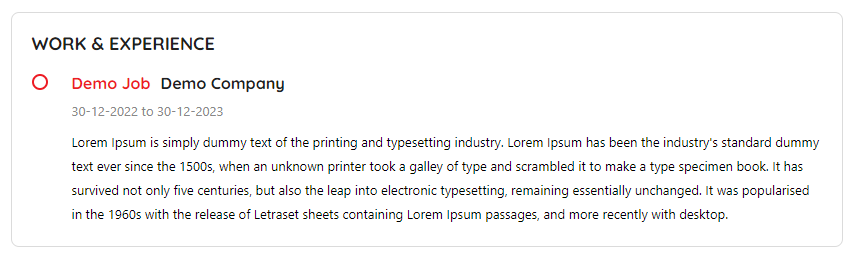 WORK & EXPERIENCE
Demo Job Demo Company
30-12-2022 to 30-12-2023
Lorem Ipsum is simply dummy text of the printing and typesetting industry. Lorem Ipsum has been the industry's standard dummy
text ever since the 1500s, when an unknown printer took a galley of type and scrambled it to make a type specimen book. It has
survived not only five centuries, but also the leap into electronic typesetting, remaining essentially unchanged. It was popularised
in the 1960s with the release of Letraset sheets containing Lorem Ipsum passages, and more recently with desktop.